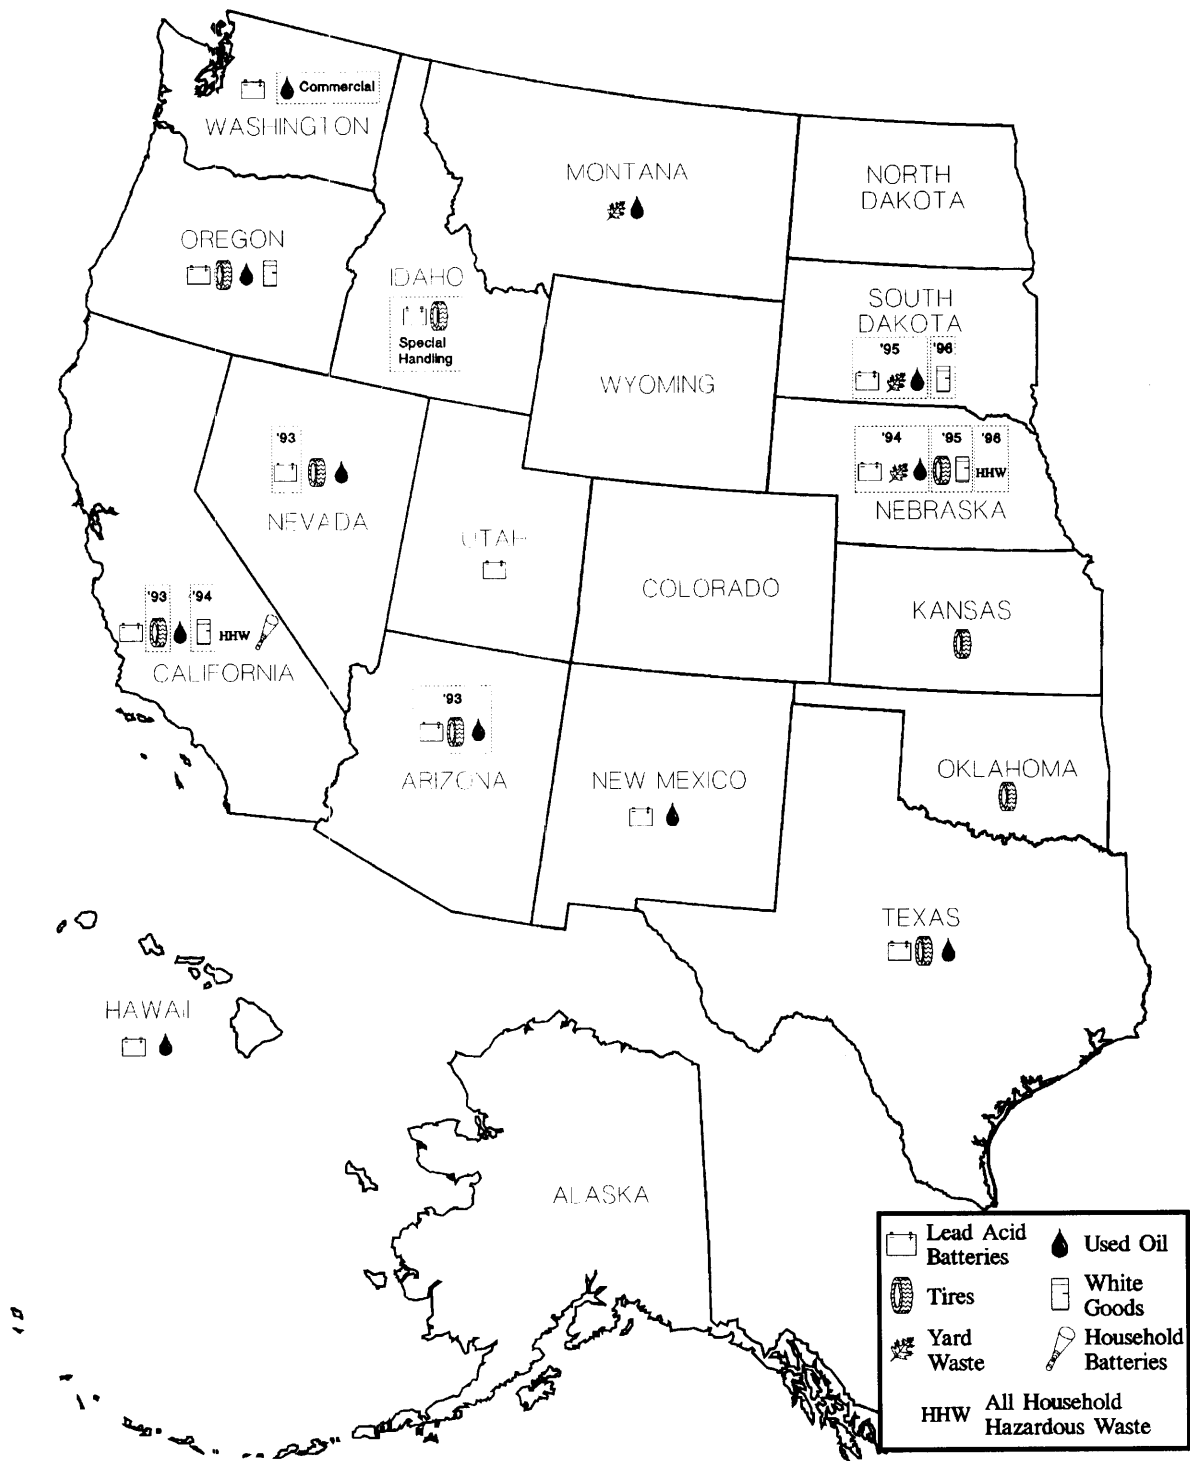 Commercial
WASHINGTON
MONTANA
NORTH
DAKOTA
OREGON
IDAHO
Special
Handling
SOUTH
DAKOTA
'95 '96
WYOMING
'93
NEVADA
'94 '95 '96
HHW
NEBRASKA
UTAH
COLORADO
KANSAS
'93 '94
HHW
CALIFORNIA
'93
ARIZONA
NEW MEXICO
OKLAHOMA
TEXAS
HAWAII
ALASKA
Lead Acid
Batteries
Used Oil
Tires
White
Goods
Yard
Waste
Household
Batteries
HHW All Household
Hazardous Waste